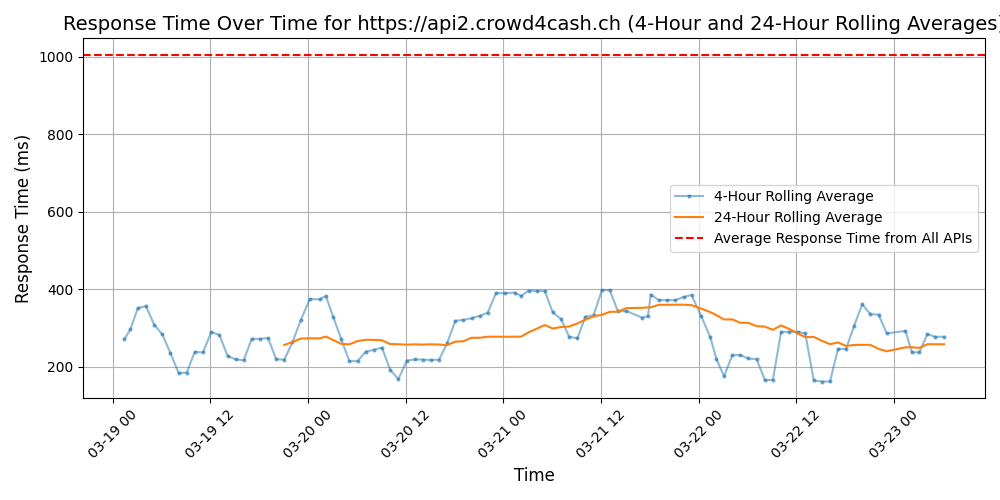 Response Time Over Time for https://api2.crowd4cash.ch (4-Hour and 24-Hour Rolling Averages)
Response Time (ms)
1000
800
600
400
200
4-Hour Rolling Average
24-Hour Rolling Average
Average Response Time from All APIs
03-19 00
03-19 12
03-20 00
03-20 12
03-21 00
03-21 12
03-22 00
03-22 12
03-23 00
Time